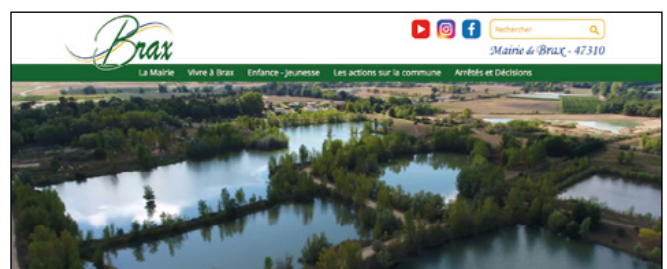 Brax
Rechercher
Mairie de Brax - 47310
La Mairie Vivre à Brax Enfance - Jeunesse Les actions sur la commune Arrêtés et Décisions